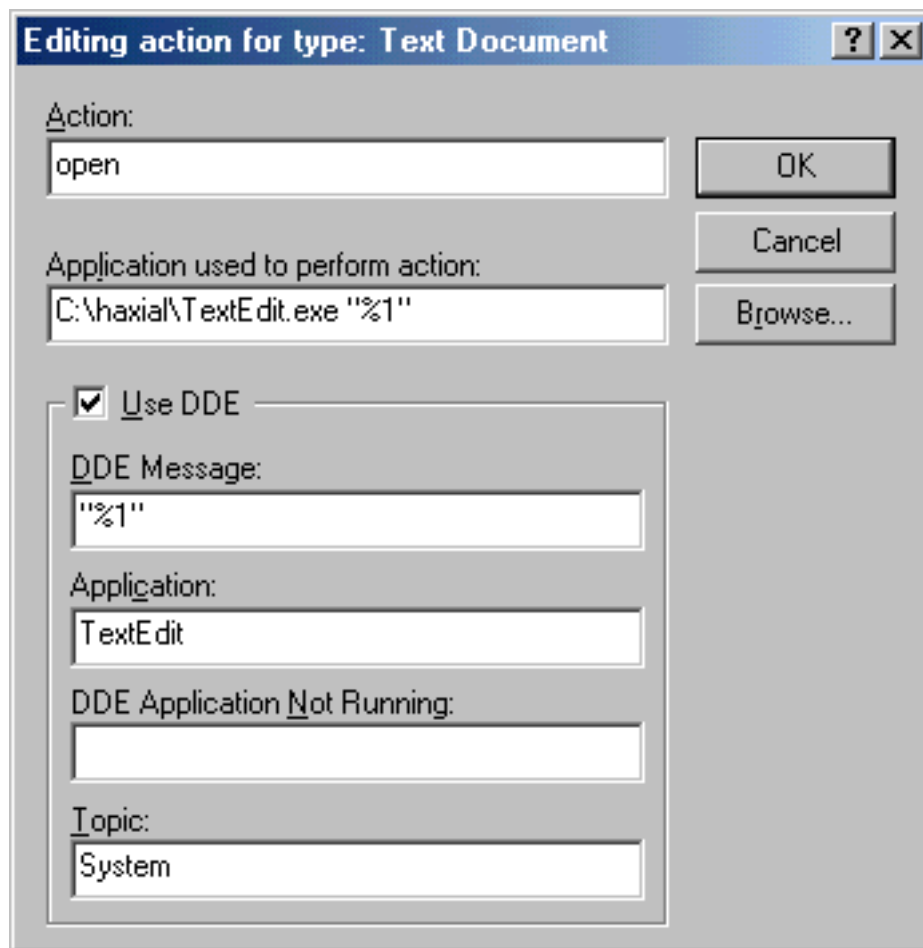 Editing action for type: Text Document
Action:
open
OK
Cancel
Application used to perform action:
C:\haxial\TextEdit.exe "%1"
Browse...
Use DDE
DDE Message:
"%1"
Application:
TextEdit
DDE Application Not Running:
Topic:
System